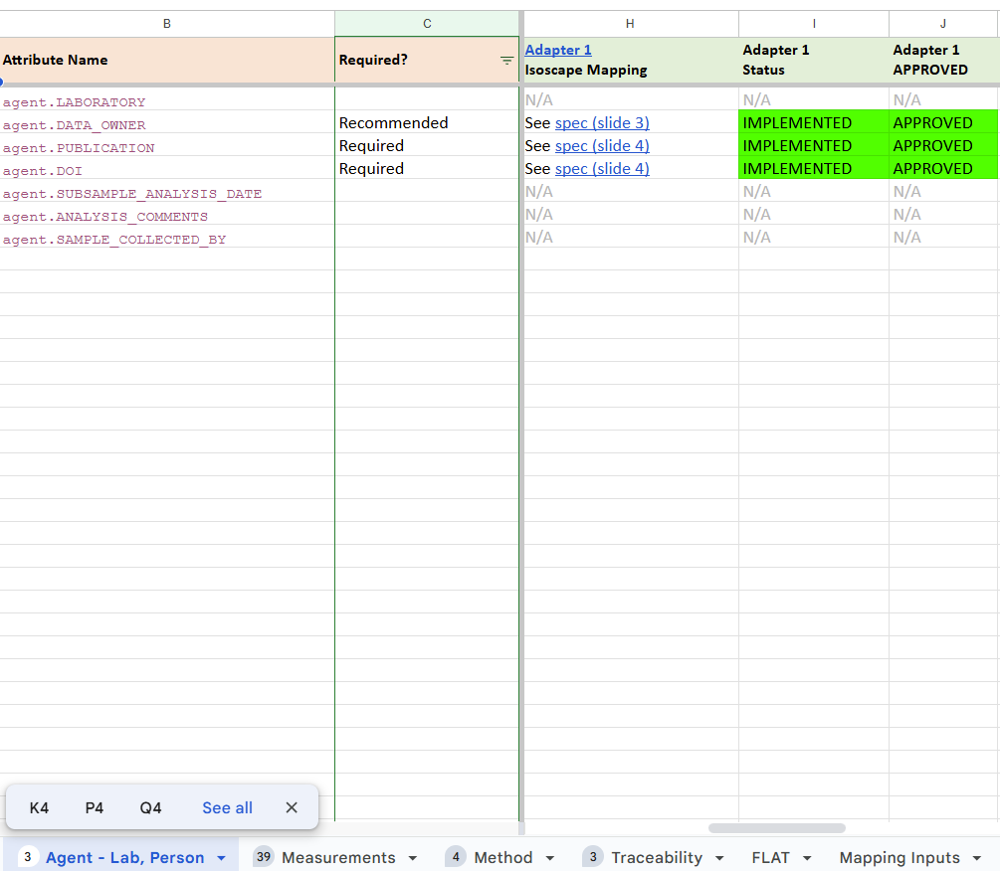 B C H I J
Attribute Name Required? Adapter 1 Adapter 1 Adapter 1
Isoscape Mapping Status APPROVED
agent.LABORATORY N/A N/A N/A
agent.DATA_OWNER Recommended See spec (slide 3) IMPLEMENTED APPROVED
agent.PUBLICATION Required See spec (slide 4) IMPLEMENTED APPROVED
agent.DOI Required See spec (slide 4) IMPLEMENTED APPROVED
agent.SUBSAMPLE_ANALYSIS_DATE N/A N/A N/A
agent.ANALYSIS_COMMENTS N/A N/A N/A
agent.SAMPLE_COLLECTED_BY N/A N/A N/A
K4 P4 Q4 See all
3 Agent - Lab, Person 39 Measurements 4 Method 3 Traceability FLAT Mapping Inputs